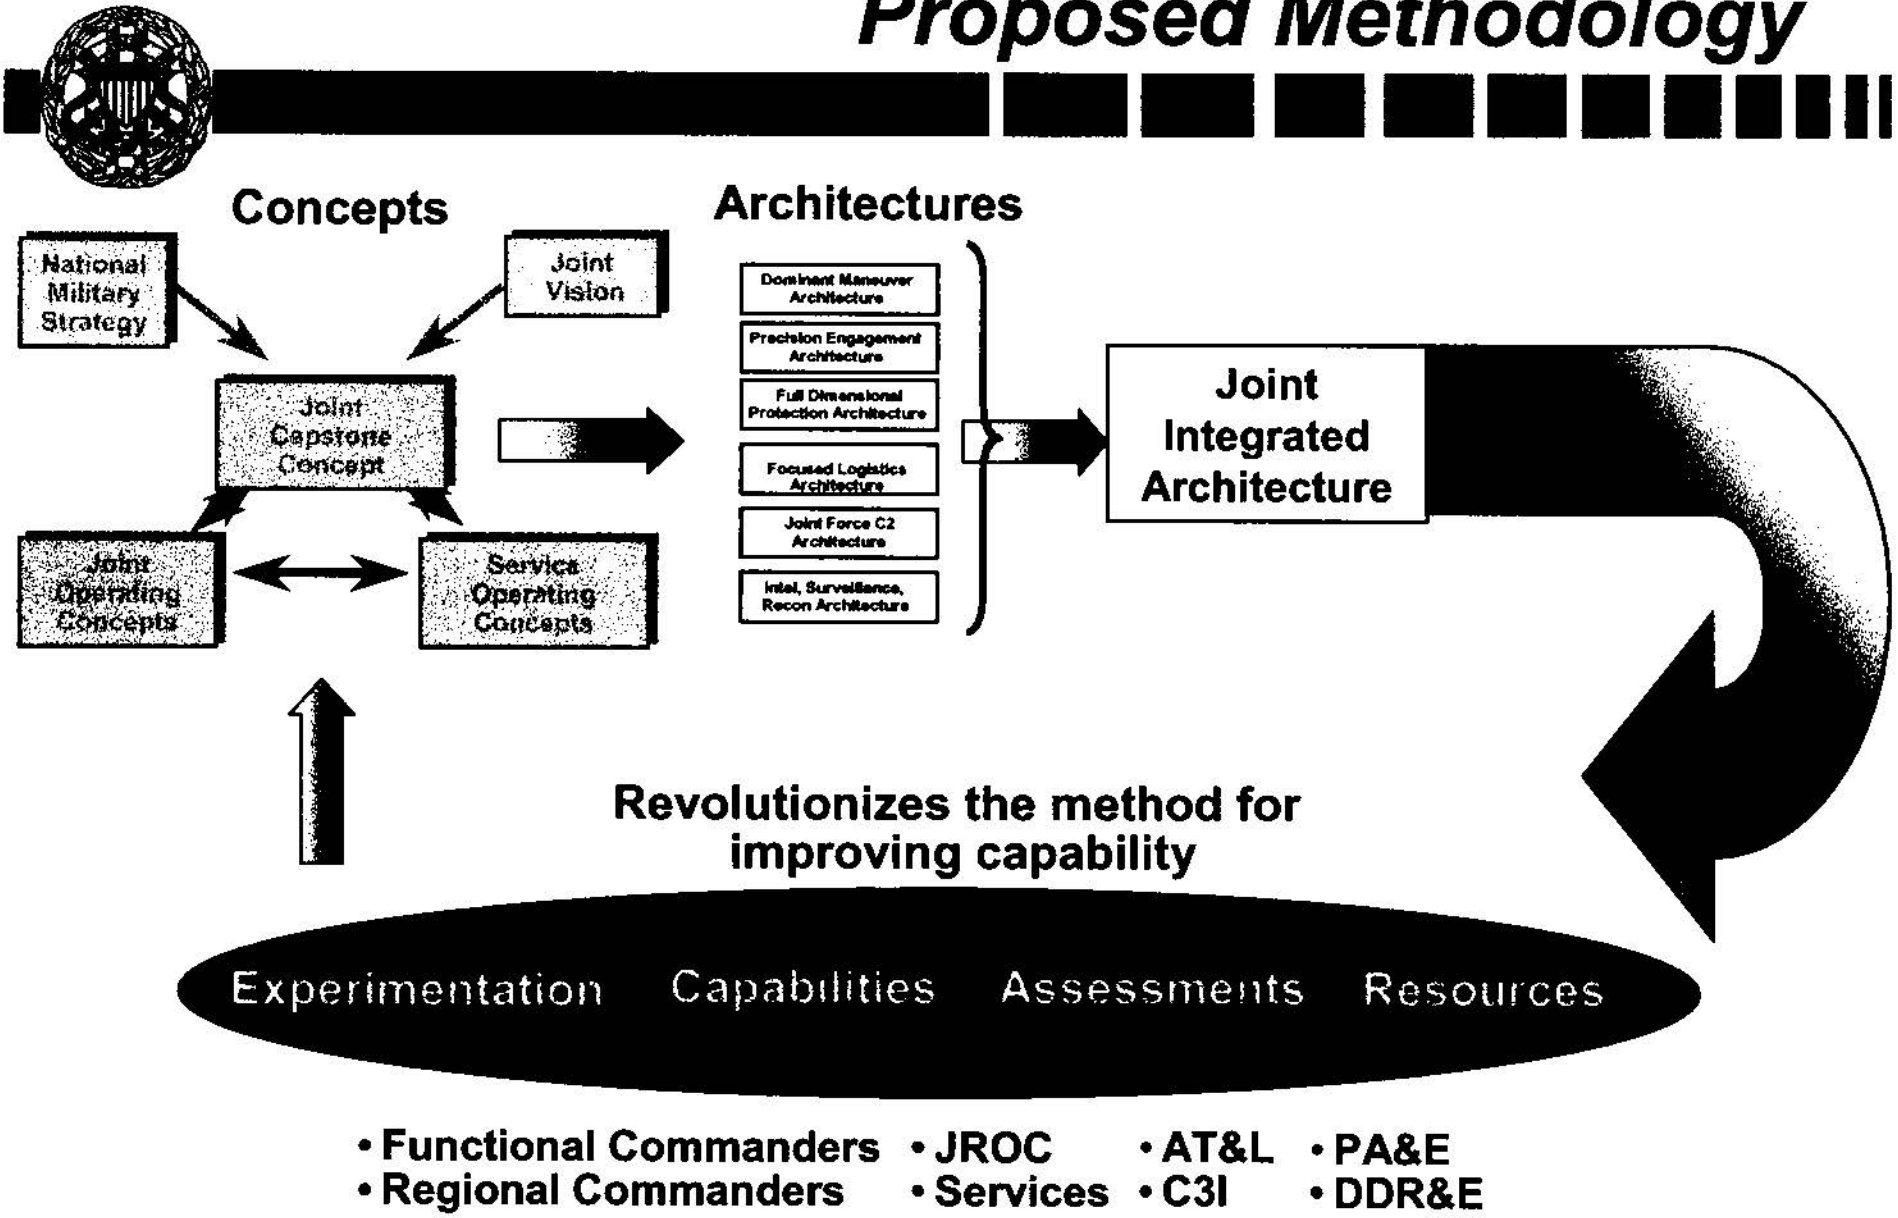 Proposed Methodology
Concepts
National
Military
Strategy
Joint
Vision
Joint
Capstone
Concept
Joint
Operating
Concepts
Service
Operating
Concepts
Architectures
Dominant Maneuver
Architecture
Precision Engagement
Architecture
Full Dimensional
Protection Architecture
Focused Logistics
Architecture
Joint Force C2
Architecture
Intel, Surveillance,
Recon Architecture
Joint
Integrated
Architecture
Revolutionizes the method for
improving capability
Experimentation Capabilities Assessments Resources
• Functional Commanders • JROC • AT&L • PA&E
• Regional Commanders • Services • C3I • DDR&E